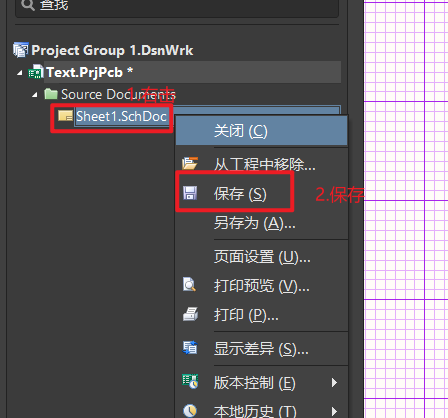 查找
Project Group 1.DsnWrk
Text.PrjPcb *
Source Documents
1.右击
Sheet1.SchDoc
关闭 (C)
从工程中移除...
保存 (S)
2.保存
另存为 (A)...
页面设置 (U)...
打印预览 (V)...
打印 (P)...
显示差异 (S)...
版本控制 (E)
本地历史 (T)